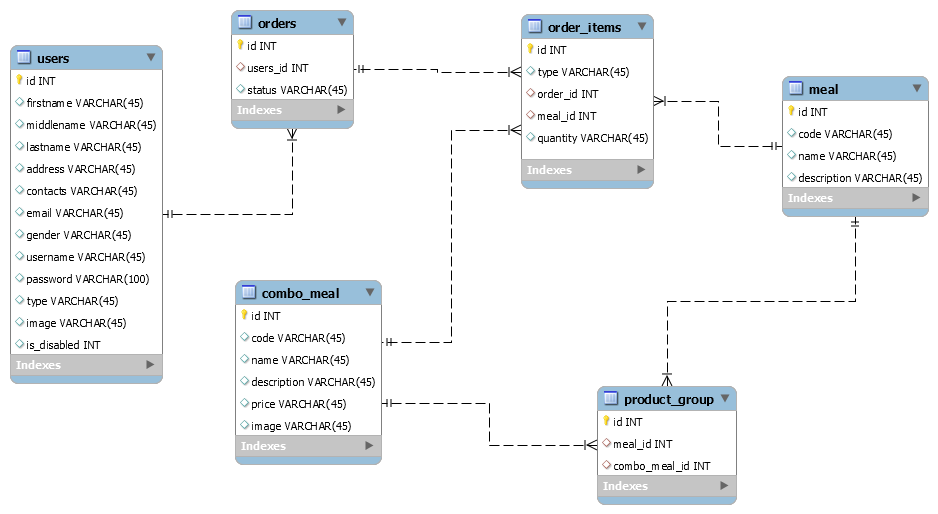 users
id INT
firstname VARCHAR(45)
middlename VARCHAR(45)
lastname VARCHAR(45)
address VARCHAR(45)
contacts VARCHAR(45)
email VARCHAR(45)
gender VARCHAR(45)
username VARCHAR(45)
password VARCHAR(100)
type VARCHAR(45)
image VARCHAR(45)
is_disabled INT
Indexes
orders
id INT
users_id INT
status VARCHAR(45)
Indexes
order_items
id INT
type VARCHAR(45)
order_id INT
meal_id INT
quantity VARCHAR(45)
Indexes
meal
id INT
code VARCHAR(45)
name VARCHAR(45)
description VARCHAR(45)
Indexes
combo_meal
id INT
code VARCHAR(45)
name VARCHAR(45)
description VARCHAR(45)
price VARCHAR(45)
image VARCHAR(45)
Indexes
product_group
id INT
meal_id INT
combo_meal_id INT
Indexes